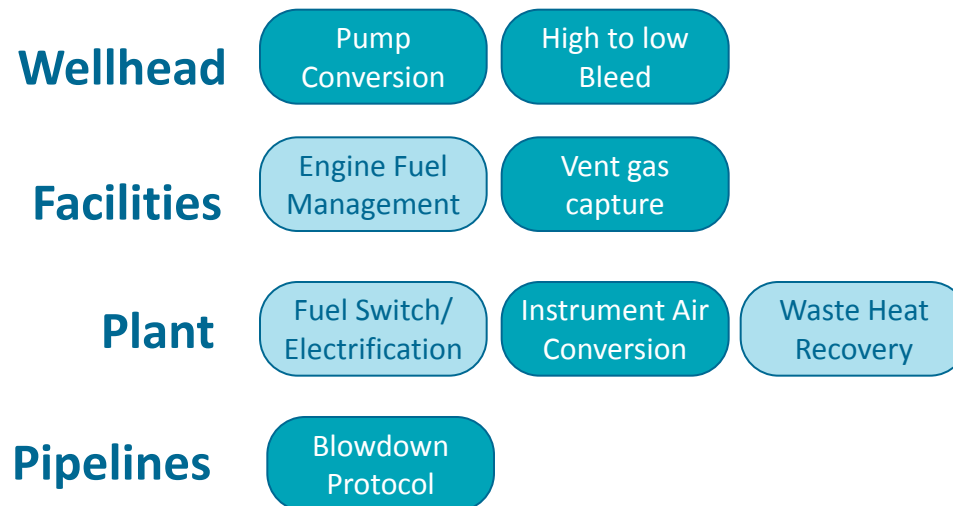 Wellhead
Pump
Conversion
High to low
Bleed
Facilities
Engine Fuel
Management
Vent gas
capture
Plant
Fuel Switch/
Electrification
Instrument Air
Conversion
Waste Heat
Recovery
Pipelines
Blowdown
Protocol